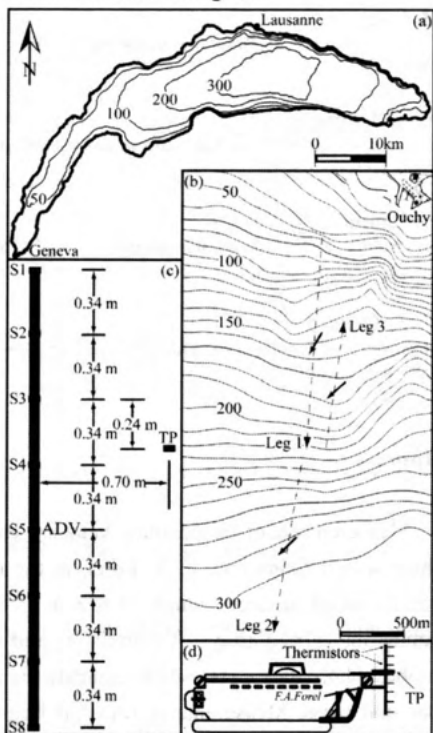 Lausanne
(a)
N
300
200
100
50
0 10km
Geneva
(b)
50
Ouchy
100
150
Leg 3
200
Leg 1
250
300
Leg 2
0 500m
(c)
S1
0.34 m
S2
0.34 m
S3
0.34 m
0.24 m
TP
S4
0.70 m
0.34 m
S5
ADV
0.34 m
S6
0.34 m
S7
0.34 m
S8
(d)
Thermistors
TP
F.A.Forel